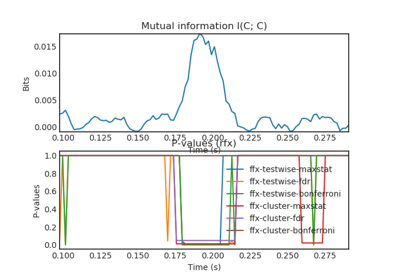 Mutual information I(C; C)
0.015
0.010
0.005
0.000
Bits
0.100 0.125 0.150 0.175 0.200 0.225 0.250 0.275
Time (s)
P-values (rfx)
1.0
0.8
0.6
0.4
0.2
0.0
P-values
ffx-testwise-maxstat
ffx-testwise-fdr
ffx-testwise-bonferroni
ffx-cluster-maxstat
ffx-cluster-fdr
ffx-cluster-bonferroni
0.100 0.125 0.150 0.175 0.200 0.225 0.250 0.275
Time (s)